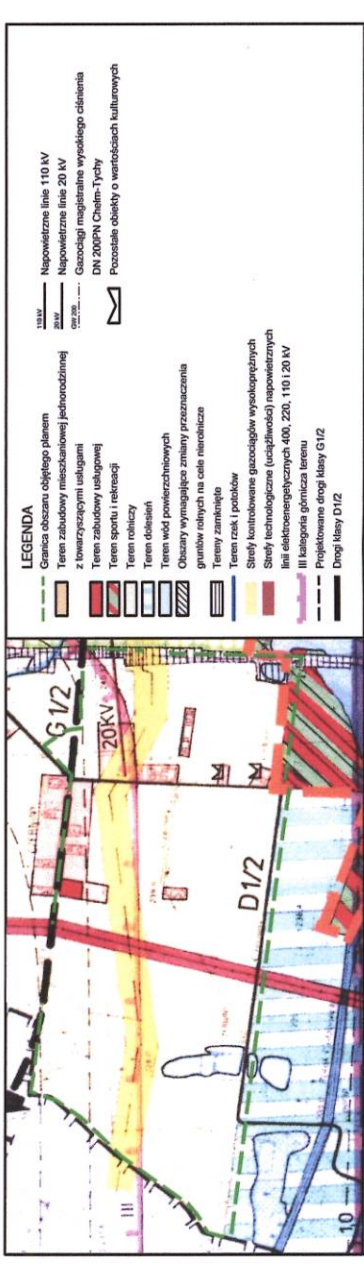 LEGENDA
Granica obszaru objętego planem
Teren zabudowy mieszkaniowej jednorodzinnej
z towarzyszącymi usługami
Teren zabudowy usługowej
Teren sportu i rekreacji
Teren rolniczy
Teren dolesień
Teren wód powierzchniowych
Obszary wymagające zmiany przeznaczenia
gruntów rolnych na cele nierolnicze
Tereny zamknięte
Teren rzek i potoków
Strefy kontrolowane gazociągów wysokoprężnych
Strefy technologiczne (uciążliwości) napowietrznych
linii elektroenergetycznych 400, 220, 110 i 20 kV
III kategoria górnicza terenu
Projektowane drogi klasy G1/2
Drogi klasy D1/2
110 kV
Napowietrzne linie 110 kV
20 kV
Napowietrzne linie 20 kV
GW 200
Gazociągi magistralne wysokiego ciśnienia
DN 200PN Chełm-Tychy
Pozostałe obiekty o wartościach kulturowych
G1/2
20KV
D1/2
III
10